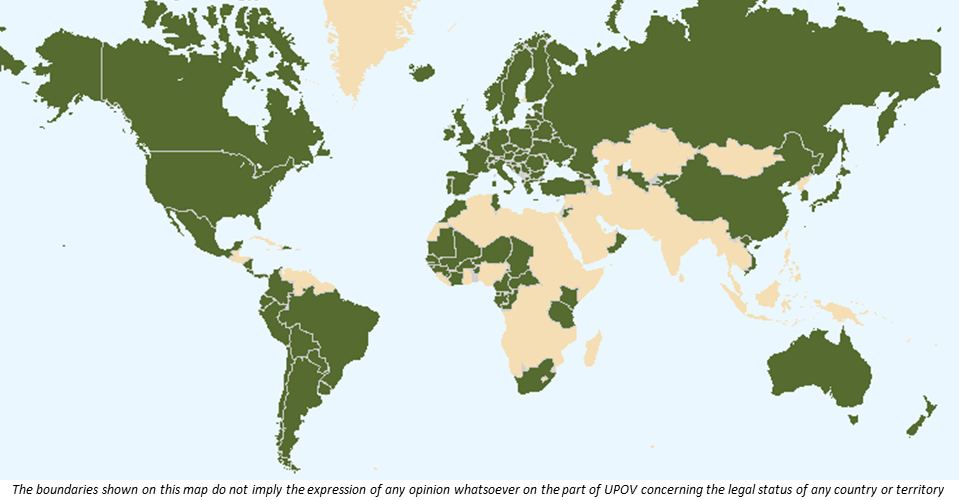 The boundaries shown on this map do not imply the expression of any opinion whatsoever on the part of UPOV concerning the legal status of any country or territory